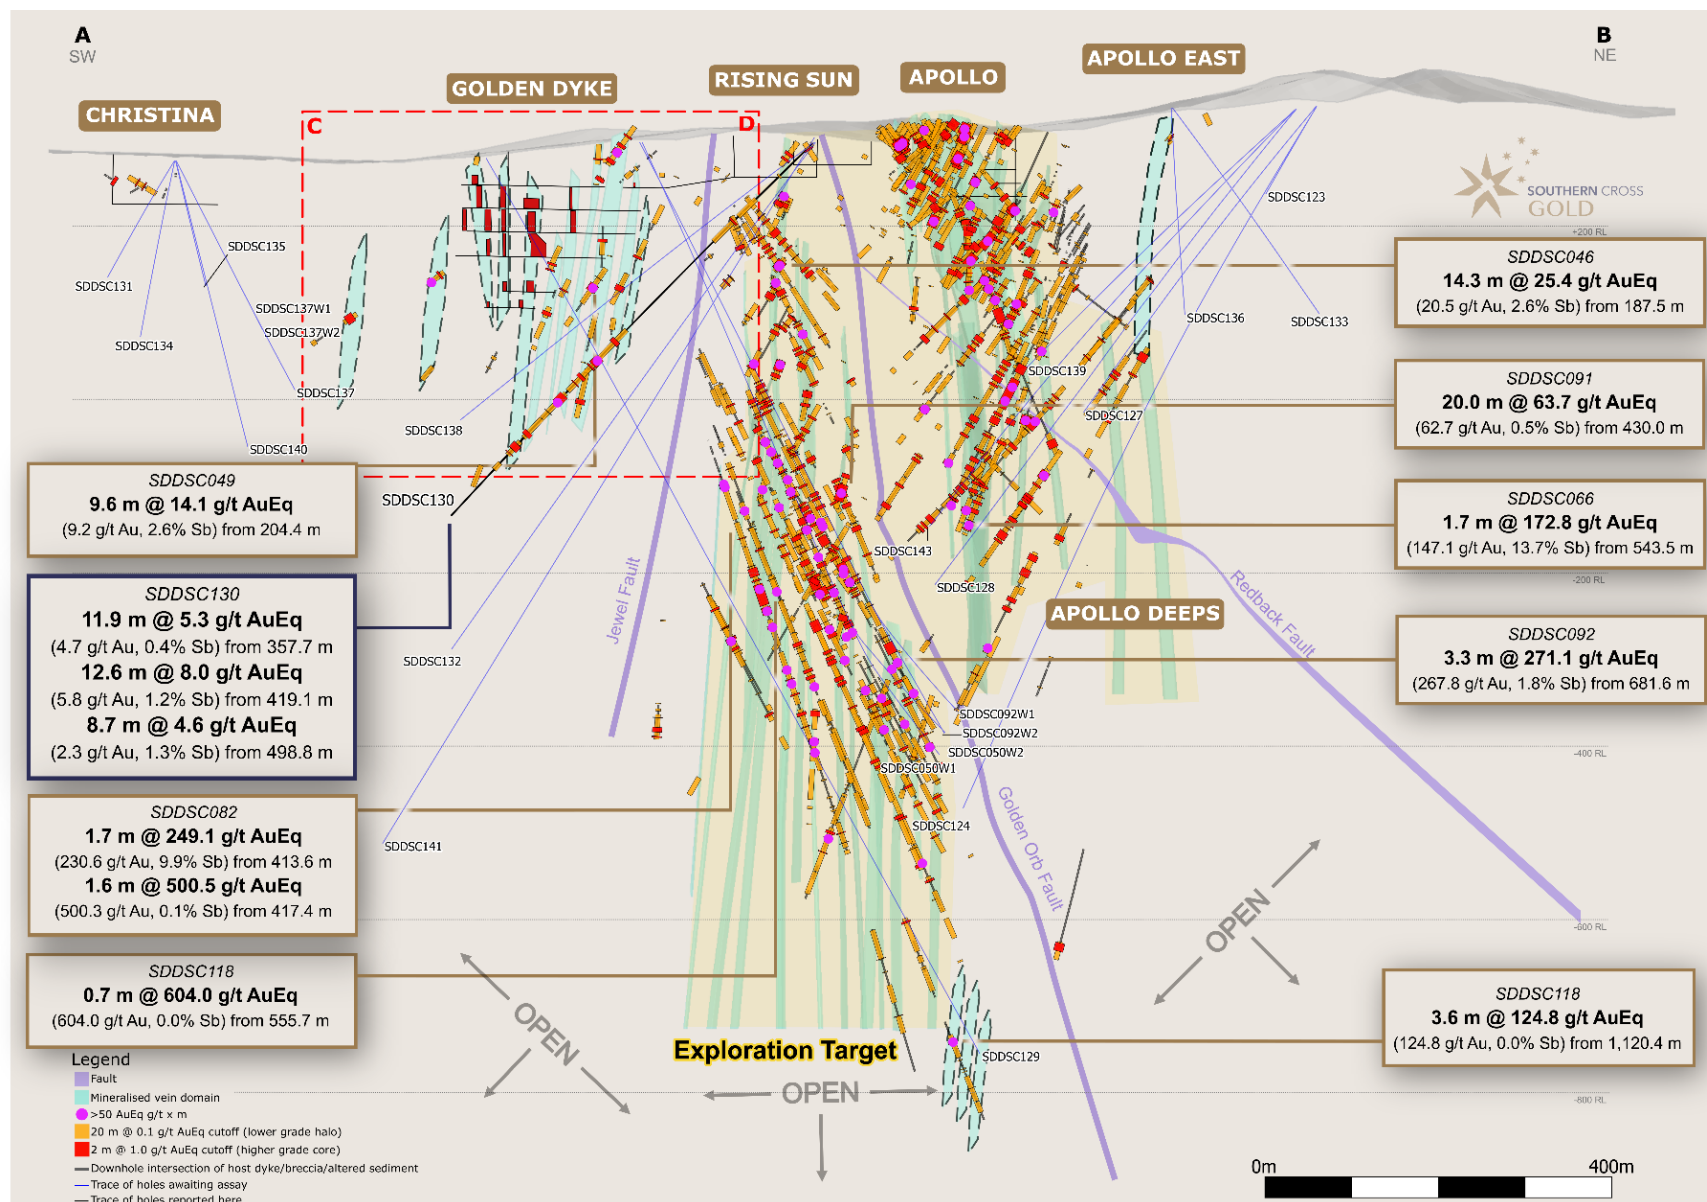 A
SW
B
NE
CHRISTINA
GOLDEN DYKE
RISING SUN
APOLLO
APOLLO EAST
C
D
SOUTHERN CROSS
GOLD
+200 RL
-200 RL
-400 RL
-600 RL
-800 RL
SDDSC123
SDDSC135
SDDSC131
SDDSC137W1
SDDSC137W2
SDDSC134
SDDSC136
SDDSC133
SDDSC139
SDDSC137
SDDSC127
SDDSC138
SDDSC140
SDDSC130
SDDSC143
SDDSC128
SDDSC132
SDDSC092W1
SDDSC092W2
SDDSC050W2
SDDSC050W1
SDDSC124
SDDSC141
SDDSC129
APOLLO DEEPS
Jewel Fault
Redback Fault
Golden Orb Fault
SDDSC046
14.3 m @ 25.4 g/t AuEq
(20.5 g/t Au, 2.6% Sb) from 187.5 m
SDDSC091
20.0 m @ 63.7 g/t AuEq
(62.7 g/t Au, 0.5% Sb) from 430.0 m
SDDSC066
1.7 m @ 172.8 g/t AuEq
(147.1 g/t Au, 13.7% Sb) from 543.5 m
SDDSC092
3.3 m @ 271.1 g/t AuEq
(267.8 g/t Au, 1.8% Sb) from 681.6 m
SDDSC118
3.6 m @ 124.8 g/t AuEq
(124.8 g/t Au, 0.0% Sb) from 1,120.4 m
SDDSC049
9.6 m @ 14.1 g/t AuEq
(9.2 g/t Au, 2.6% Sb) from 204.4 m
SDDSC130
11.9 m @ 5.3 g/t AuEq
(4.7 g/t Au, 0.4% Sb) from 357.7 m
12.6 m @ 8.0 g/t AuEq
(5.8 g/t Au, 1.2% Sb) from 419.1 m
8.7 m @ 4.6 g/t AuEq
(2.3 g/t Au, 1.3% Sb) from 498.8 m
SDDSC082
1.7 m @ 249.1 g/t AuEq
(230.6 g/t Au, 9.9% Sb) from 413.6 m
1.6 m @ 500.5 g/t AuEq
(500.3 g/t Au, 0.1% Sb) from 417.4 m
SDDSC118
0.7 m @ 604.0 g/t AuEq
(604.0 g/t Au, 0.0% Sb) from 555.7 m
OPEN
OPEN
OPEN
Exploration Target
Legend
Fault
Mineralised vein domain
>50 AuEq g/t x m
20 m @ 0.1 g/t AuEq cutoff (lower grade halo)
2 m @ 1.0 g/t AuEq cutoff (higher grade core)
Downhole intersection of host dyke/breccia/altered sediment
Trace of holes awaiting assay
Trace of holes reported here
0m
400m